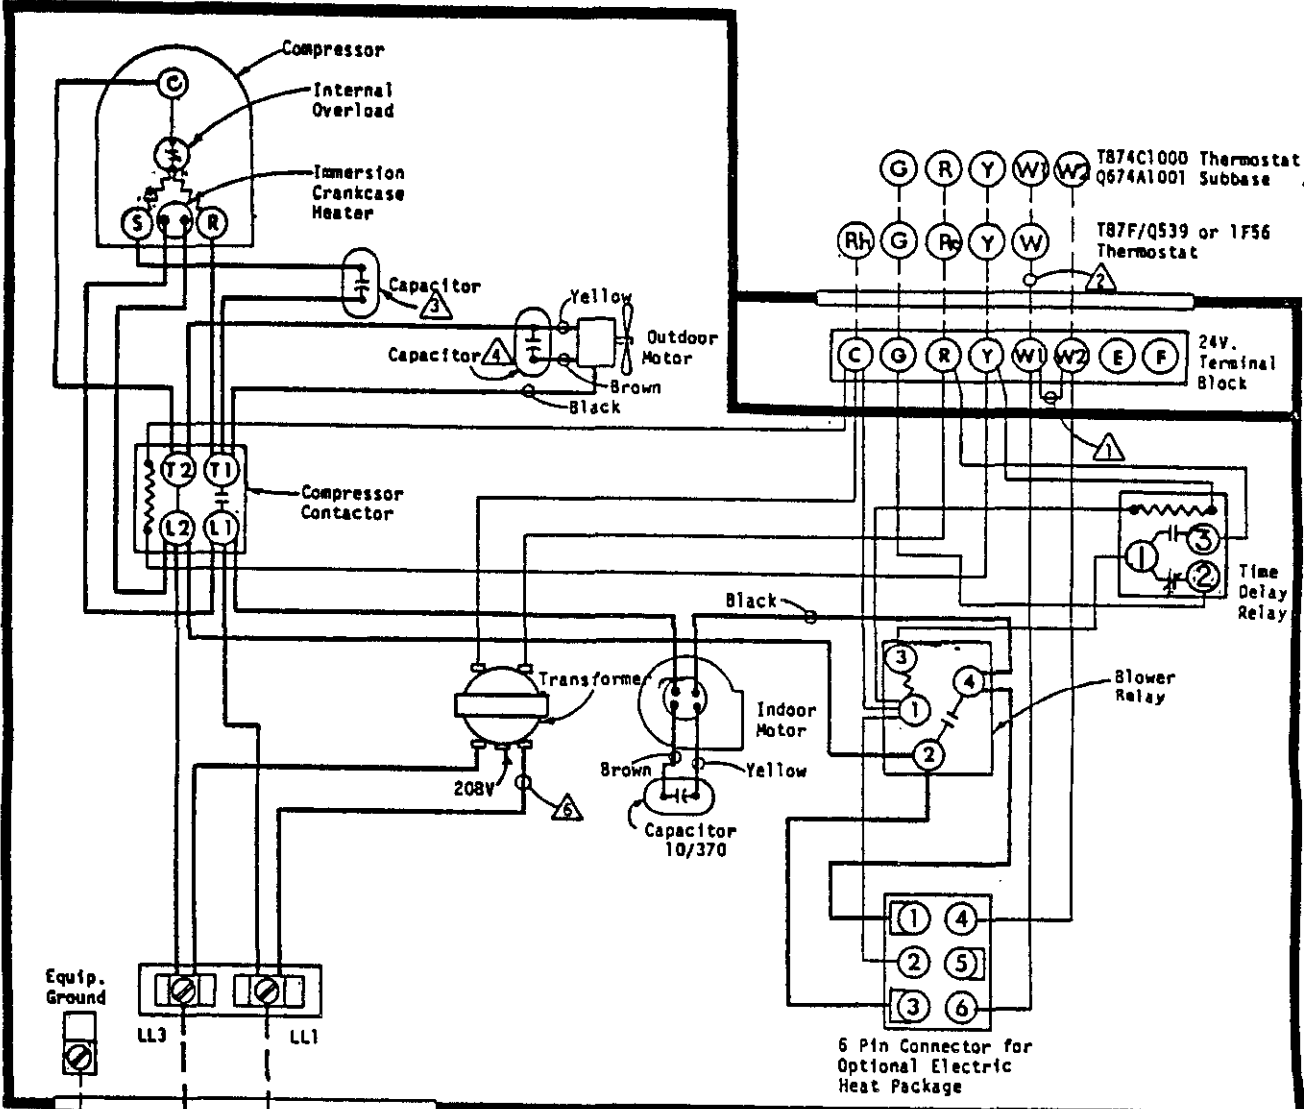 Compressor
C
Internal
Overload
Immersion
Crankcase
Heater
S
R
Capacitor
3
Yellow
Capacitor
4
Outdoor
Motor
Brown
Black
G R Y W1 W2
T874C1000 Thermostat
Q674A1001 Subbase
Rh G Rc Y W
T87F/Q539 or 1F56
Thermostat
2
C G R Y W1 W2 E F
24V.
Terminal
Block
1
T2 T1
L2 L1
Compressor
Contactor
1
3
2
Time
Delay
Relay
Black
3
4
1
2
Blower
Relay
Transforme
208V
6
Indoor
Motor
Brown
Yellow
Capacitor
10/370
1 4
2 5
3 6
6 Pin Connector for
Optional Electric
Heat Package
Equip.
Ground
LL3
LL1